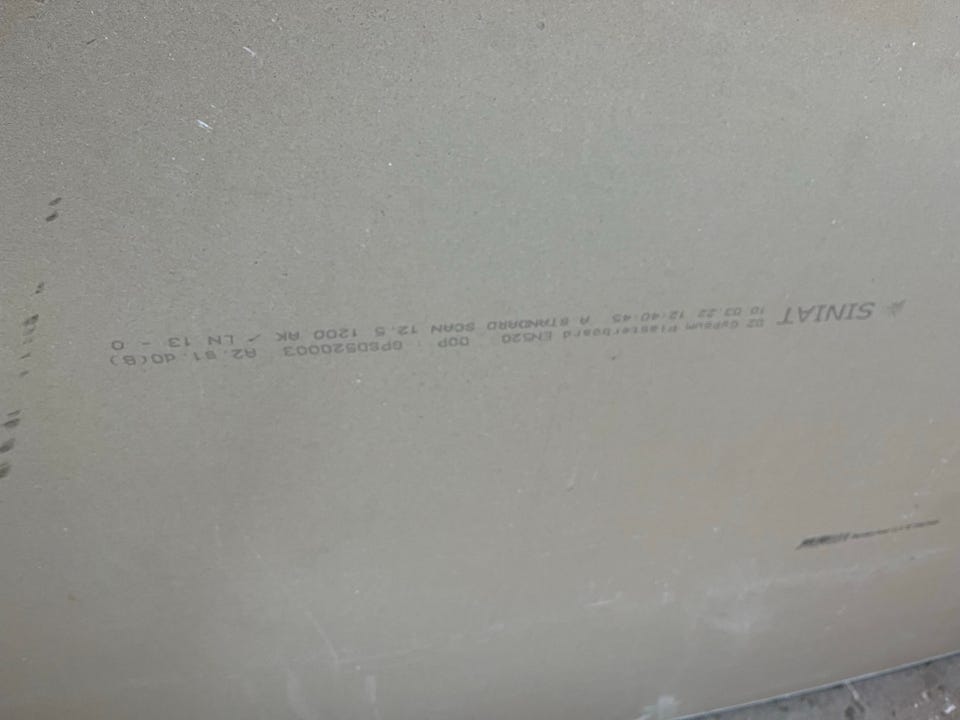 SINIAT
02 Gypsum Plasterboard EN520 DOP : GPSD520003 A2.s1.d0(B)
10 03 22 12:40:45 A STANDARD SCAN 12.5 1200 AK / LN 13 - 0